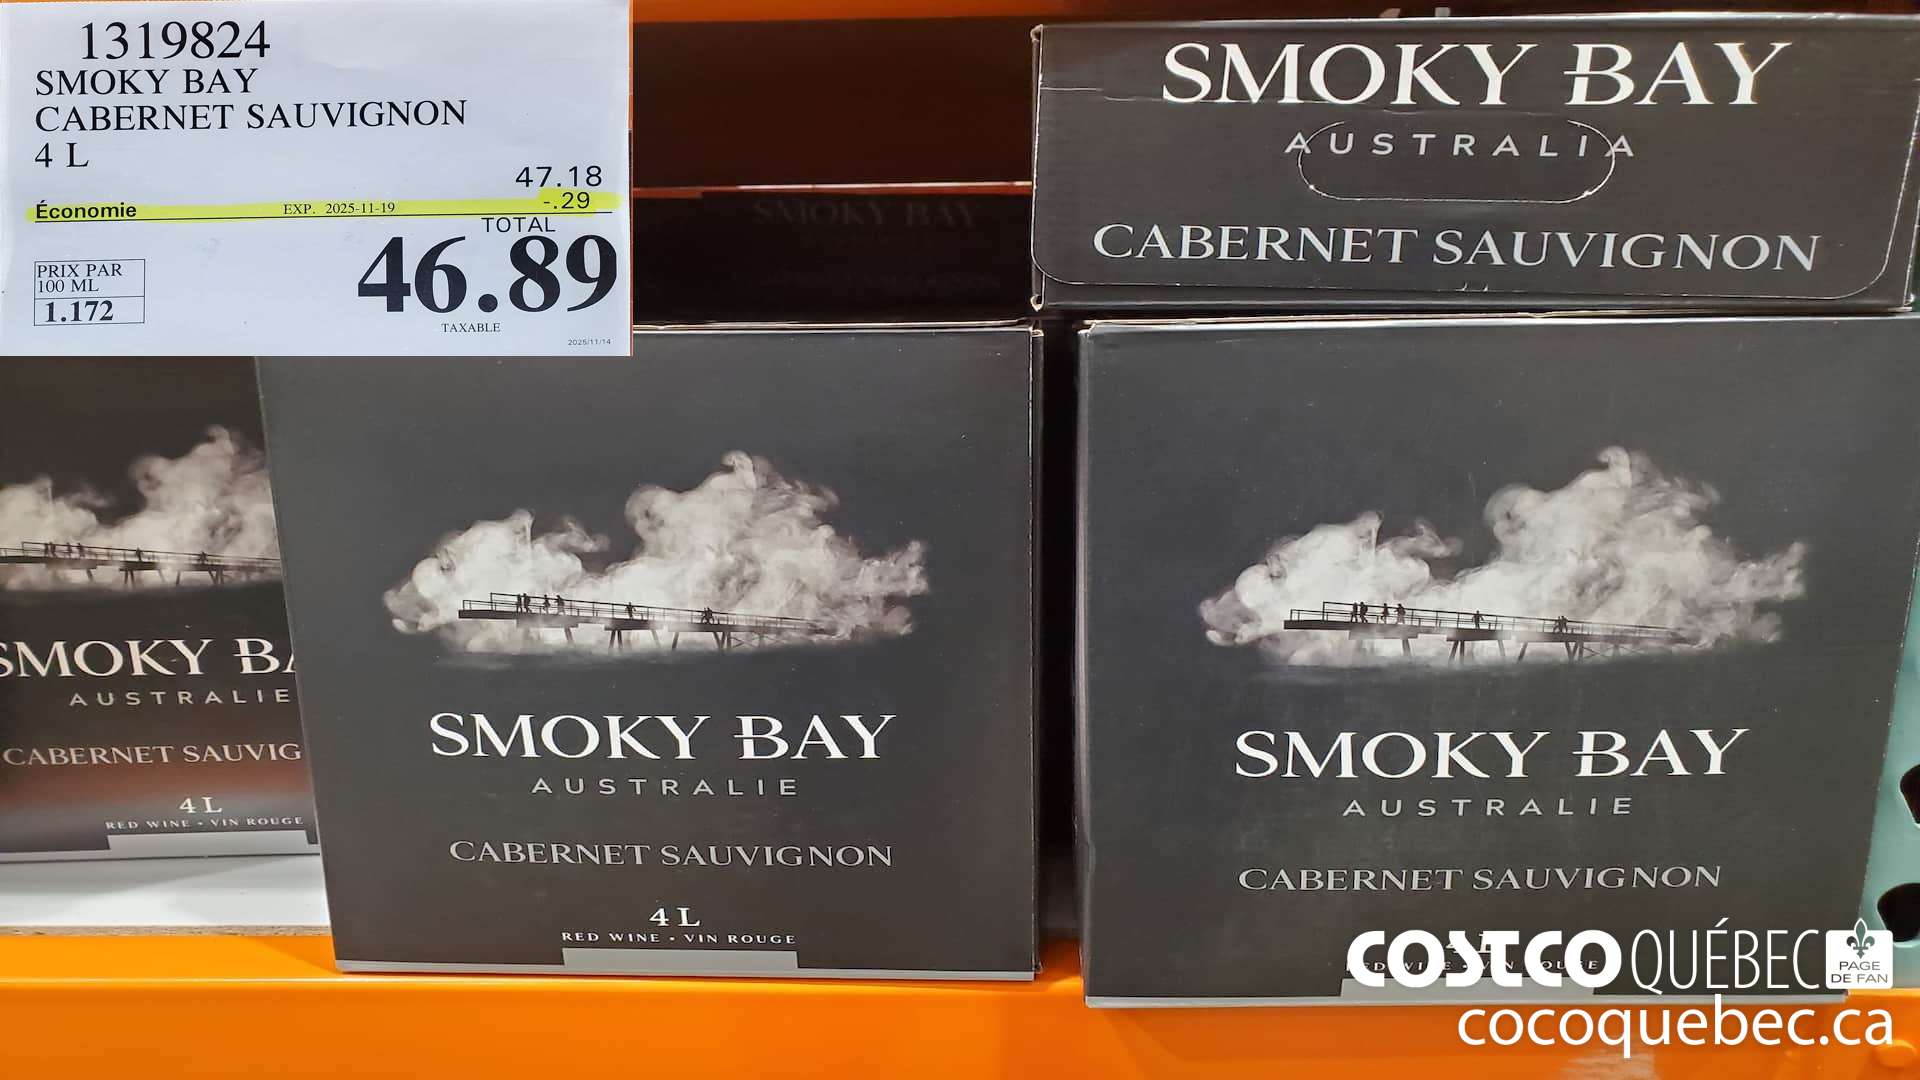 1319824
SMOKY BAY
CABERNET SAUVIGNON
4 L
47.18
Économie EXP. 2025-11-19 -.29
TOTAL
46.89
PRIX PAR
100 ML
1.172
TAXABLE
2025/11/14
SMOKY BAY
AUSTRALIA
CABERNET SAUVIGNON
SMOKY BAY
SMOKY BA
AUSTRALIE
CABERNET SAUVIG
4 L
RED WINE • VIN ROUGE
SMOKY BAY
AUSTRALIE
CABERNET SAUVIGNON
4 L
RED WINE • VIN ROUGE
SMOKY BAY
AUSTRALIE
CABERNET SAUVIGNON
COSTCO QUÉBEC
PAGE
DE FAN
cocoquebec.ca